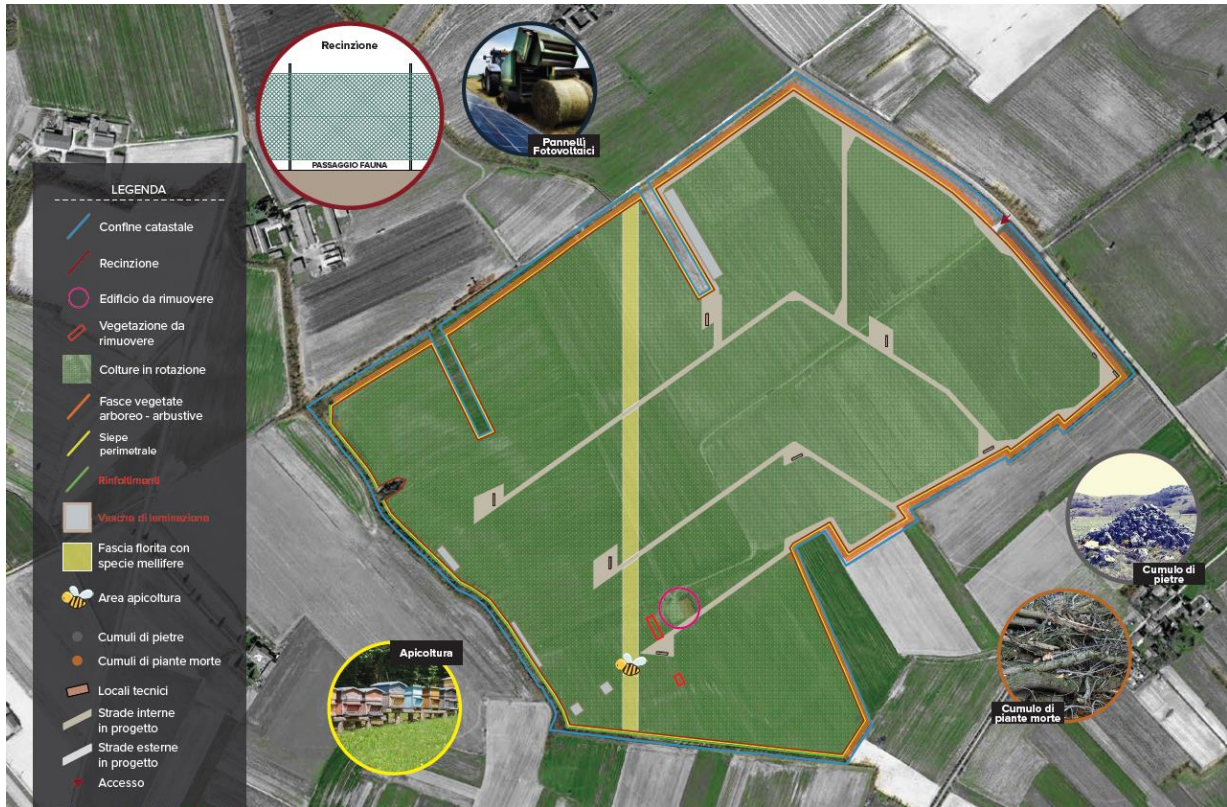 Recinzione
PASSAGGIO FAUNA
Pannelli
Fotovoltaici
LEGENDA
Confine catastale
Recinzione
Edificio da rimuovere
Vegetazione da
rimuovere
Colture in rotazione
Fasce vegetate
arboreo - arbustive
Siepe
perimetrale
Rinfoltimenti
Vasche di laminazione
Fascia fiorita con
specie mellifere
Area apicoltura
Cumuli di pietre
Cumuli di piante morte
Locali tecnici
Strade interne
in progetto
Strade esterne
in progetto
Accesso
Apicoltura
Cumulo di
pietre
Cumulo di
piante morte